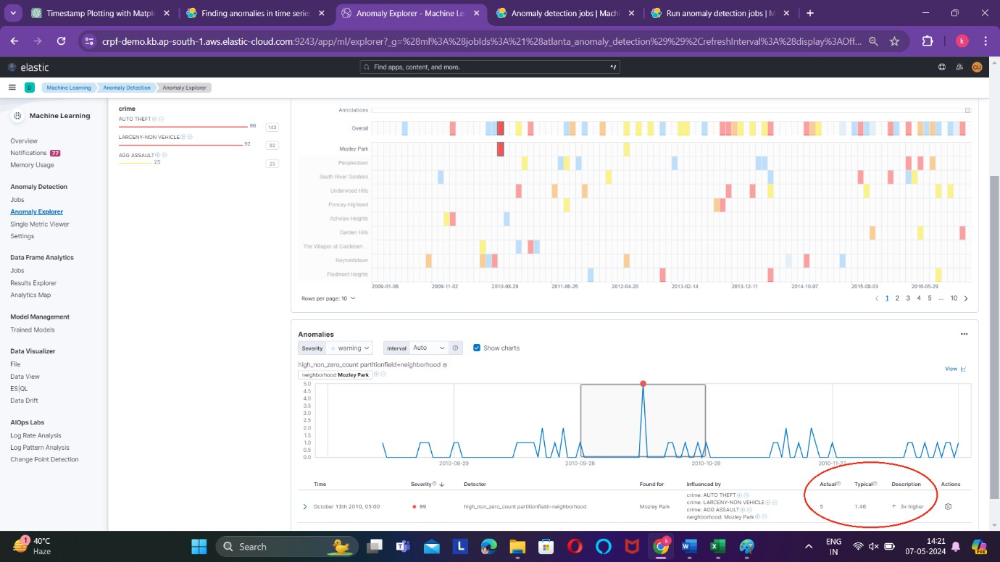 Timestamp Plotting with Matpl
Finding anomalies in time serie
Anomaly Explorer - Machine Le
Anomaly detection jobs | Mach
Run anomaly detection jobs | M
crpf-demo.kb.ap-south-1.aws.elastic-cloud.com:9243/app/ml/explorer?_g=%28ml%3A%28jobIds%3A%21%28atlanta_anomaly_detection%29%29%2CrefreshInterval%3A%28display%3AOff...
k
elastic
Find apps, content, and more.
^/
CU
D
Machine Learning
Anomaly Detection
Anomaly Explorer
Machine Learning
Overview
Notifications 77
Memory Usage
Anomaly Detection
Jobs
Anomaly Explorer
Single Metric Viewer
Settings
Data Frame Analytics
Jobs
Results Explorer
Analytics Map
Model Management
Trained Models
Data Visualizer
File
Data View
ES|QL
Data Drift
AIOps Labs
Log Rate Analysis
Log Pattern Analysis
Change Point Detection
crime
AUTO THEFT
96 143
LARCENY-NON VEHICLE
92 92
AGG ASSAULT
25 25
Annotations
Overall
Mozley Park
Peoplestown
South River Gardens
Underwood Hills
Poncey-Highland
Ashview Heights
Garden Hills
The Villages at Castleberr...
Reynoldstown
Piedmont Heights
2009-01-06 2009-11-02 2010-08-29 2011-06-25 2012-04-20 2013-02-14 2013-12-11 2014-10-07 2015-08-03 2016-05-29
Rows per page: 10
1 2 3 4 5 ... 10
Anomalies
Severity warning Interval Auto Show charts
high_non_zero_count partitionfield=neighborhood
View
neighborhood Mozley Park
5.0
4.5
4.0
3.5
3.0
2.5
2.0
1.5
1.0
0.5
0.0
2010-08-29 2010-09-28 2010-10-28 2010-11-27
Time Severity Detector Found for Influenced by Actual Typical Description Actions
October 13th 2010, 05:00 99 high_non_zero_count partitionfield=neighborhood Mozley Park
crime: AUTO THEFT
crime: LARCENY-NON VEHICLE
crime: AGG ASSAULT
neighborhood: Mozley Park
5 1.46 3x higher
1
40°C
Haze
Search
ENG
IN
14:21
07-05-2024
PRE